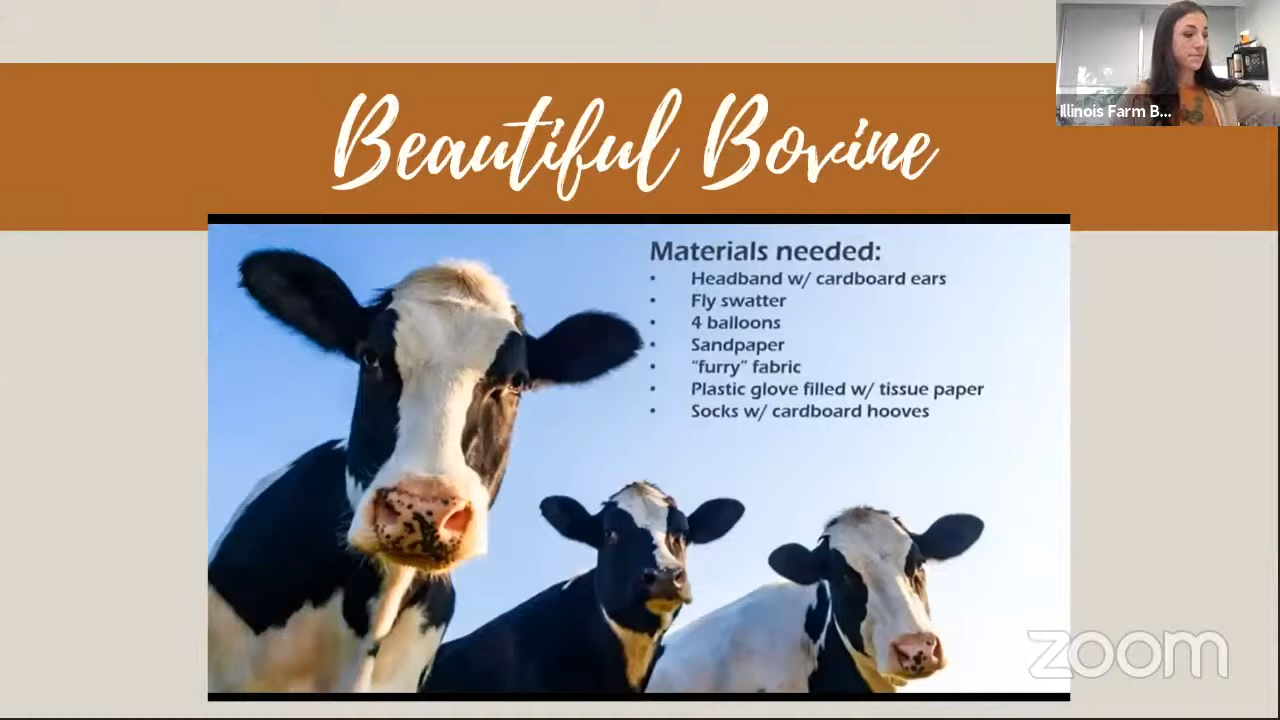 Beautiful Bovine
Illinois Farm B...
Materials needed:
• Headband w/ cardboard ears
• Fly swatter
• 4 balloons
• Sandpaper
• “furry” fabric
• Plastic glove filled w/ tissue paper
• Socks w/ cardboard hooves
zoom